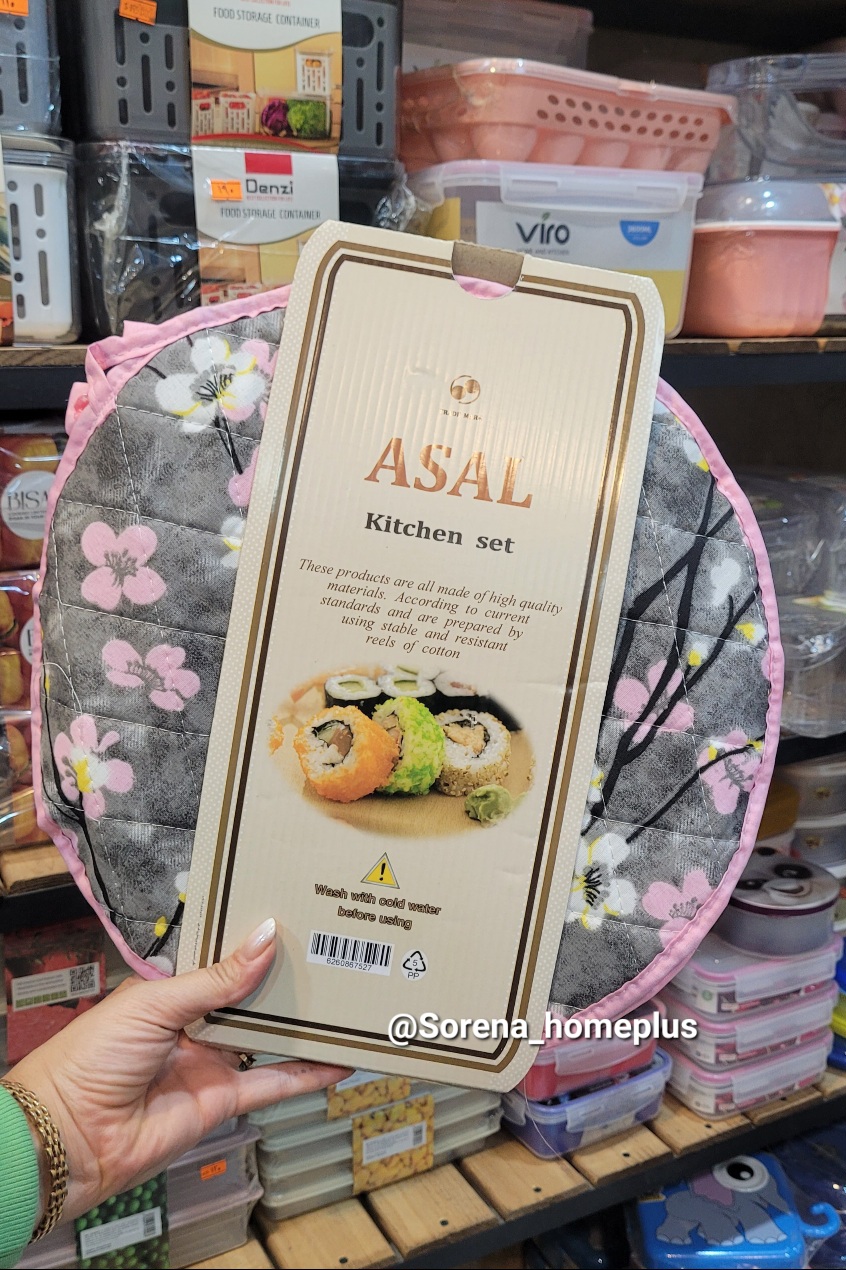 FOOD STORAGE CONTAINER
Denzi
۱۹۰
FOOD STORAGE CONTAINER
viro
BISA
ASAL
Kitchen set
These products are all made of high quality
materials. According to current
standards and are prepared by
using stable and resistant
reels of cotton
Wash with cold water
before using
6260867527
5
PP
@Sorena_homeplus